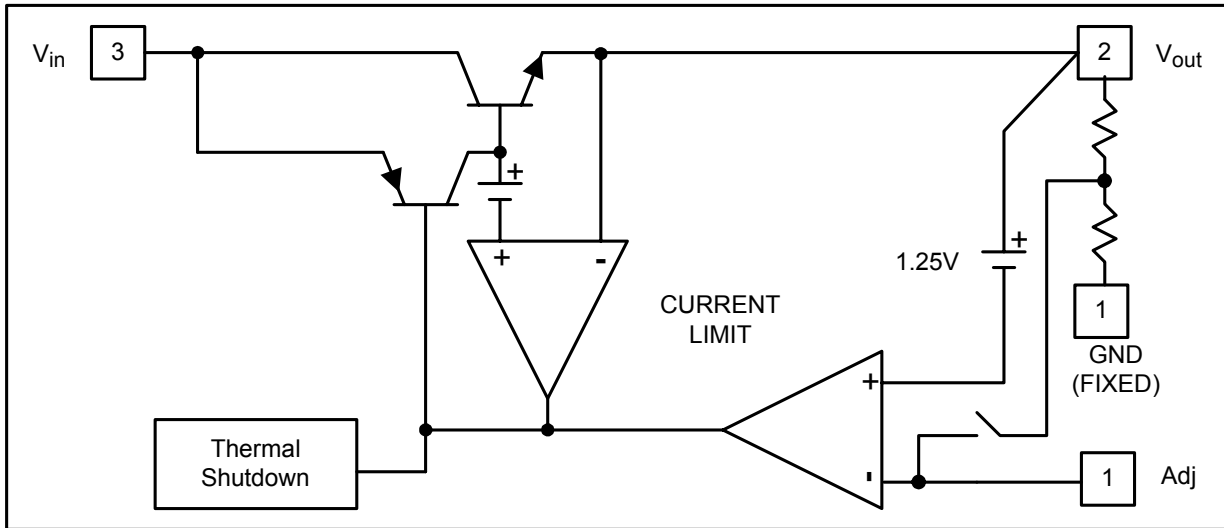 Vin
3
2
Vout
+
+
-
1.25V
+
CURRENT
LIMIT
1
GND
(FIXED)
+
-
Thermal
Shutdown
1
Adj